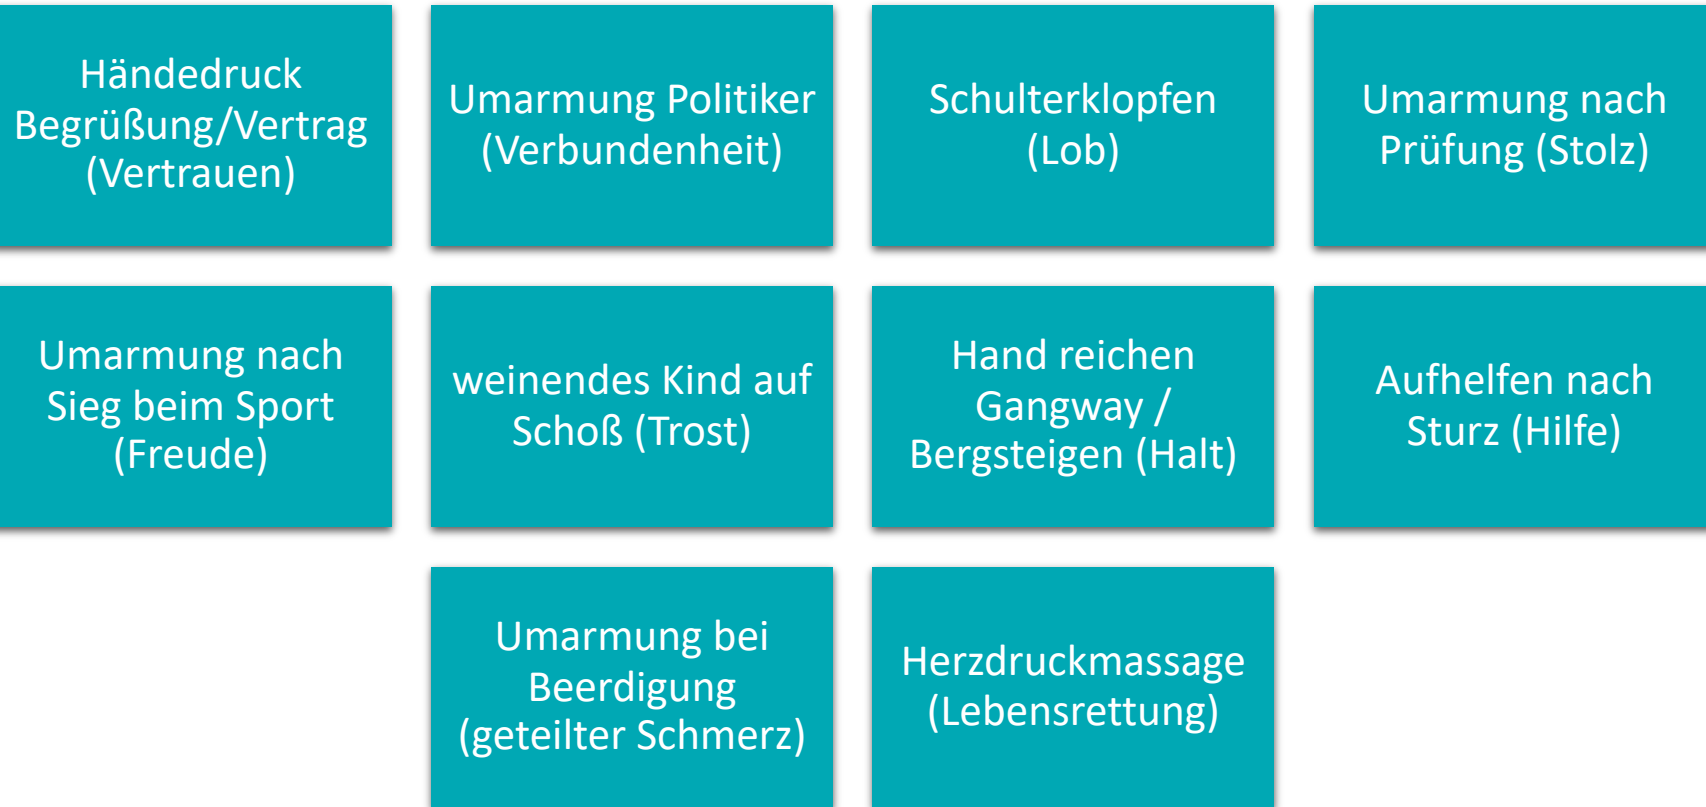 Händedruck
Begrüßung/Vertrag
(Vertrauen)
Umarmung Politiker
(Verbundenheit)
Schulterklopfen
(Lob)
Umarmung nach
Prüfung (Stolz)
Umarmung nach
Sieg beim Sport
(Freude)
weinendes Kind auf
Schoß (Trost)
Hand reichen
Gangway /
Bergsteigen (Halt)
Aufhelfen nach
Sturz (Hilfe)
Umarmung bei
Beerdigung
(geteilter Schmerz)
Herzdruckmassage
(Lebensrettung)